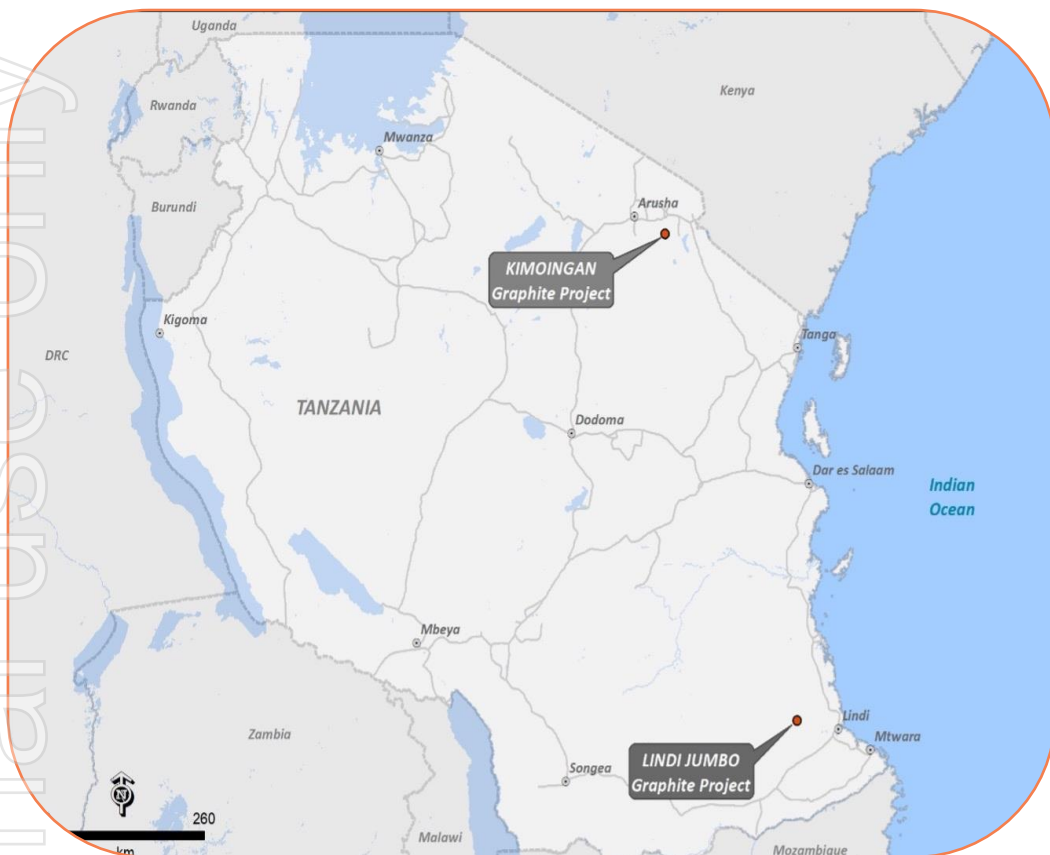 Uganda
Kenya
Rwanda
Mwanza
Burundi
Arusha
KIMOINGAN
Graphite Project
Kigoma
Tanga
DRC
TANZANIA
Dodoma
Dar es Salaam
Indian
Ocean
Mbeya
Lindi
Mtwara
Zambia
LINDI JUMBO
Graphite Project
Songea
N
260
km
Malawi
Mozambique